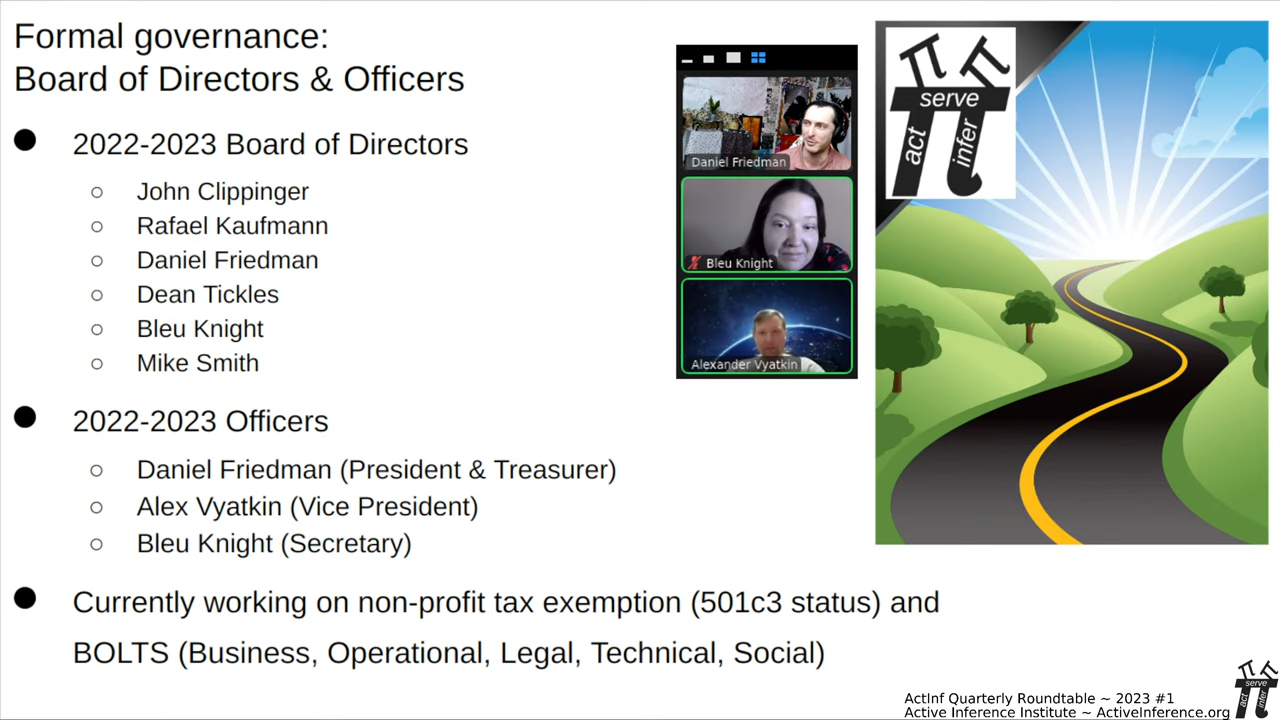 Formal governance:
Board of Directors & Officers
● 2022-2023 Board of Directors
○ John Clippinger
○ Rafael Kaufmann
○ Daniel Friedman
○ Dean Tickles
○ Bleu Knight
○ Mike Smith
● 2022-2023 Officers
○ Daniel Friedman (President & Treasurer)
○ Alex Vyatkin (Vice President)
○ Bleu Knight (Secretary)
● Currently working on non-profit tax exemption (501c3 status) and
BOLTS (Business, Operational, Legal, Technical, Social)
Daniel Friedman
Bleu Knight
Alexander Vyatkin
serve
act
infer
ActInf Quarterly Roundtable ~ 2023 #1
Active Inference Institute ~ ActiveInference.org
serve
act
infer